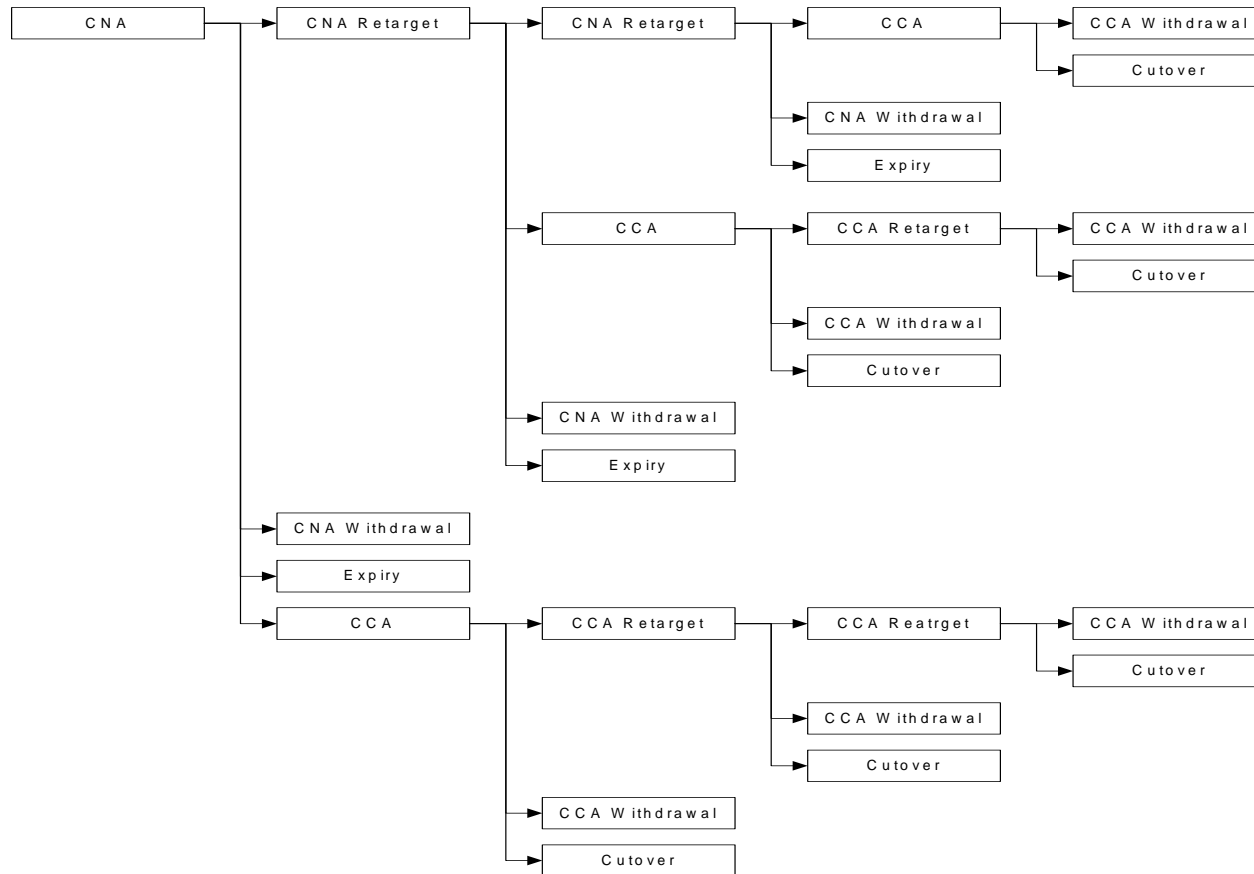 CNA
CNA Retarget
CNA Retarget
CCA
CCA Withdrawal
Cutover
CNA Withdrawal
Expiry
CCA
CCA Retarget
CCA Withdrawal
Cutover
CCA Withdrawal
Cutover
CNA Withdrawal
Expiry
CNA Withdrawal
Expiry
CCA
CCA Retarget
CCA Reatrget
CCA Withdrawal
Cutover
CCA Withdrawal
Cutover
CCA Withdrawal
Cutover